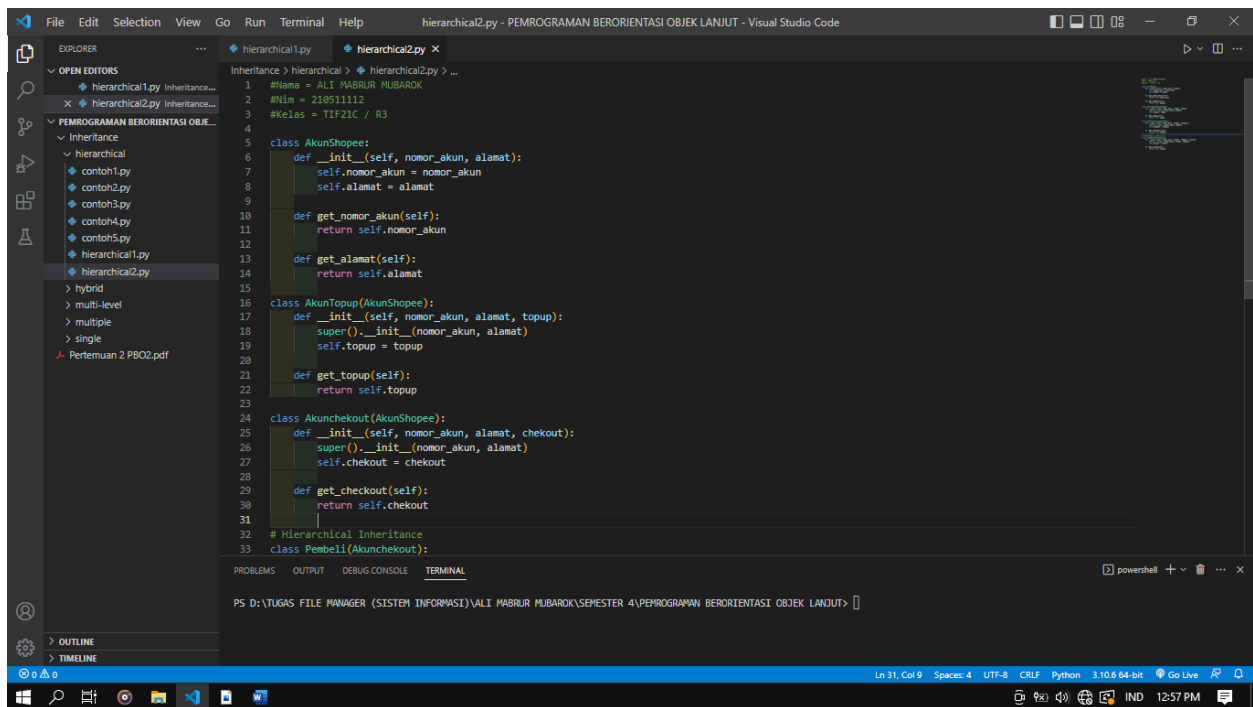 File Edit Selection View Go Run Terminal Help hierarchical2.py - PEMROGRAMAN BERORIENTASI OBJEK LANJUT - Visual Studio Code
EXPLORER
OPEN EDITORS
hierarchical1.py Inheritance...
hierarchical2.py Inheritance...
PEMROGRAMAN BERORIENTASI OBJE...
Inheritance
hierarchical
contoh1.py
contoh2.py
contoh3.py
contoh4.py
contoh5.py
hierarchical1.py
hierarchical2.py
hybrid
multi-level
multiple
single
Pertemuan 2 PBO2.pdf
OUTLINE
TIMELINE
hierarchical1.py hierarchical2.py
Inheritance > hierarchical > hierarchical2.py > ...
1 #Nama = ALI MABRUR MUBAROK
2 #Nim = 210511112
3 #Kelas = TIF21C / R3
4
5 class AkunShopee:
6 def __init__(self, nomor_akun, alamat):
7 self.nomor_akun = nomor_akun
8 self.alamat = alamat
9
10 def get_nomor_akun(self):
11 return self.nomor_akun
12
13 def get_alamat(self):
14 return self.alamat
15
16 class AkunTopup(AkunShopee):
17 def __init__(self, nomor_akun, alamat, topup):
18 super().__init__(nomor_akun, alamat)
19 self.topup = topup
20
21 def get_topup(self):
22 return self.topup
23
24 class Akunchekout(AkunShopee):
25 def __init__(self, nomor_akun, alamat, chekout):
26 super().__init__(nomor_akun, alamat)
27 self.chekout = chekout
28
29 def get_checkout(self):
30 return self.chekout
31
32 # Hierarchical Inheritance
33 class Pembeli(Akunchekout):
PROBLEMS OUTPUT DEBUG CONSOLE TERMINAL powershell
PS D:\TUGAS FILE MANAGER (SISTEM INFORMASI)\ALI MABRUR MUBAROK\SEMESTER 4\PEMROGRAMAN BERORIENTASI OBJEK LANJUT>
0 0 Ln 31, Col 9 Spaces: 4 UTF-8 CRLF Python 3.10.6 64-bit Go Live
IND 12:57 PM